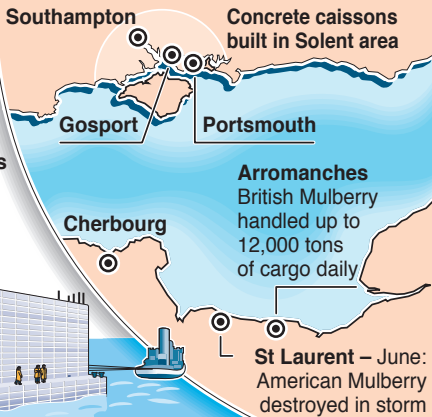 Southampton
Concrete caissons
built in Solent area
Gosport
Portsmouth
s
Arromanches
British Mulberry
handled up to
12,000 tons
of cargo daily
Cherbourg
St Laurent – June:
American Mulberry
destroyed in storm